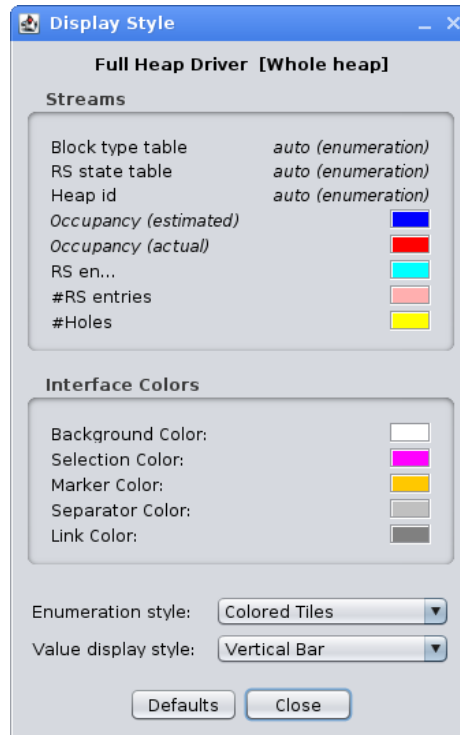 Display Style
Full Heap Driver [Whole heap]
Streams
Block type table auto (enumeration)
RS state table auto (enumeration)
Heap id auto (enumeration)
Occupancy (estimated)
Occupancy (actual)
RS en...
#RS entries
#Holes
Interface Colors
Background Color:
Selection Color:
Marker Color:
Separator Color:
Link Color:
Enumeration style: Colored Tiles
Value display style: Vertical Bar
Defaults Close